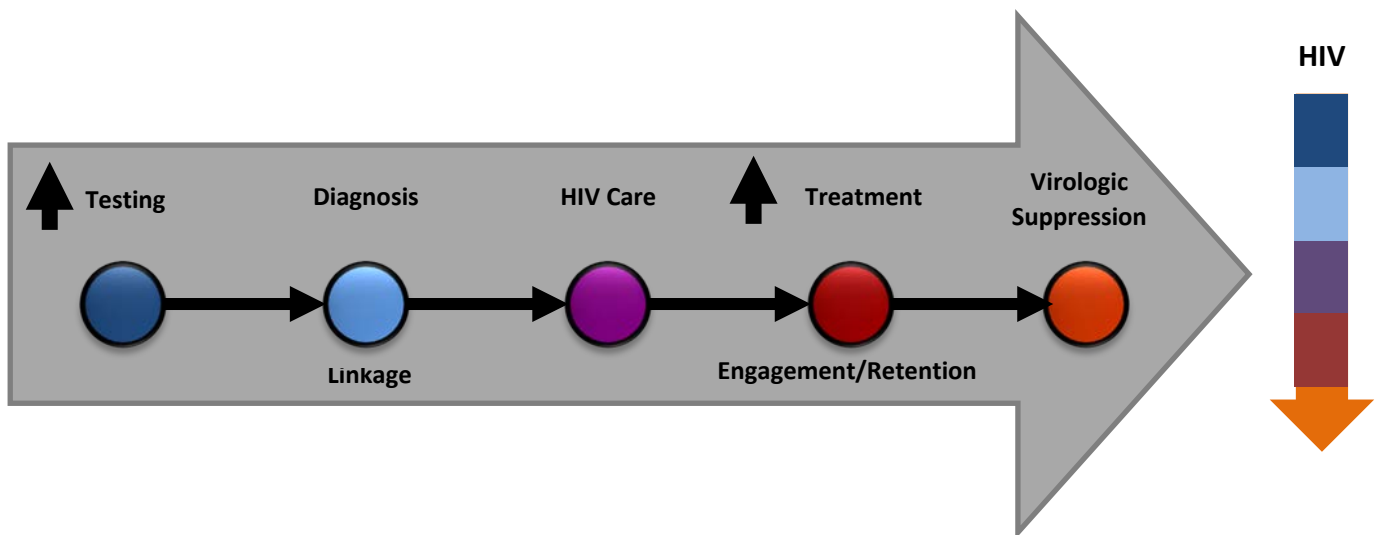 HIV
Testing
Diagnosis
HIV Care
Treatment
Virologic
Suppression
Linkage
Engagement/Retention